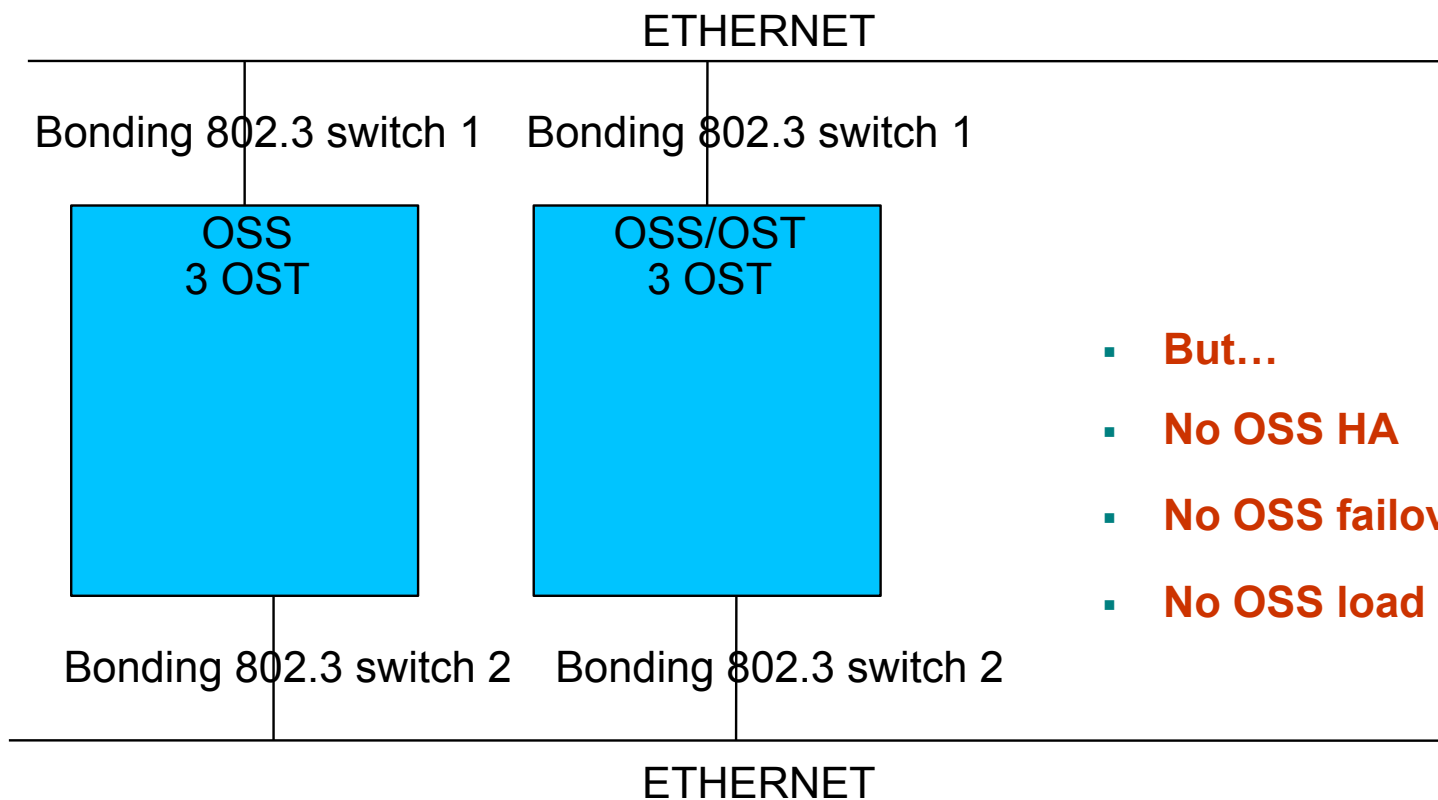 ETHERNET
Bonding 802.3 switch 1
Bonding 802.3 switch 1
OSS
3 OST
OSS/OST
3 OST
But…
No OSS HA
No OSS
No OSS load
Bonding 802.3 switch 2
Bonding 802.3 switch 2
ETHERNET